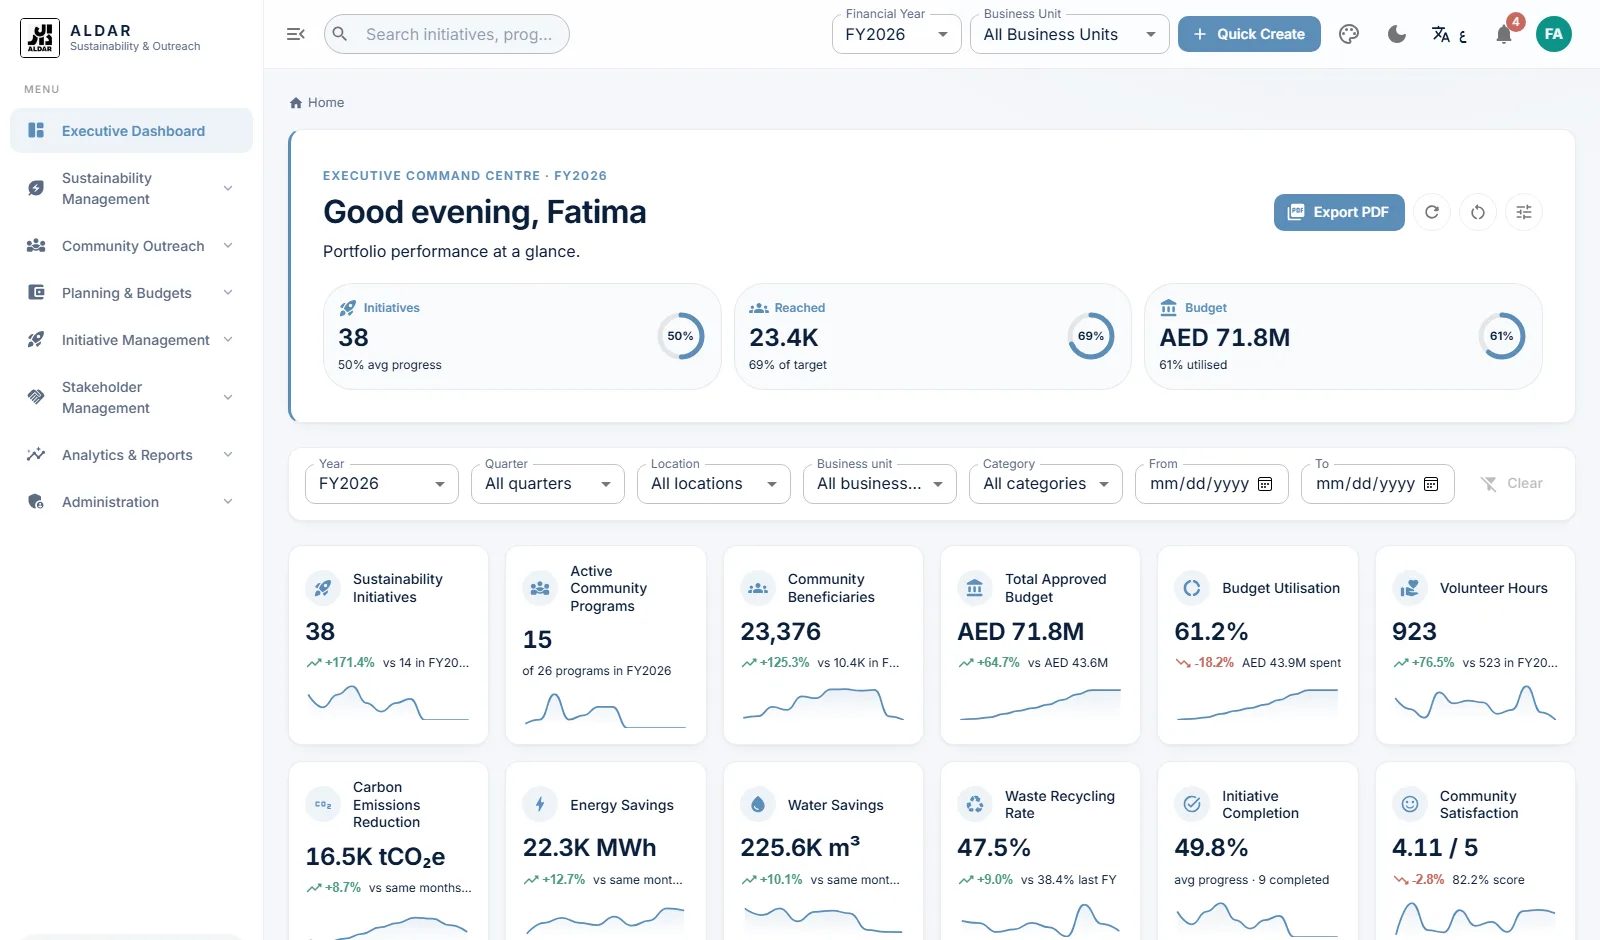 ALDAR
ALDAR
Sustainability & Outreach
Search initiatives, prog...
Financial Year
FY2026
Business Unit
All Business Units
Quick Create
ع
4
FA
MENU
Executive Dashboard
Sustainability
Management
Community Outreach
Planning & Budgets
Initiative Management
Stakeholder
Management
Analytics & Reports
Administration
Home
EXECUTIVE COMMAND CENTRE · FY2026
Good evening, Fatima
Portfolio performance at a glance.
PDF
Export PDF
Initiatives
38
50% avg progress
50%
Reached
23.4K
69% of target
69%
Budget
AED 71.8M
61% utilised
61%
Year
FY2026
Quarter
All quarters
Location
All locations
Business unit
All business...
Category
All categories
From
mm/dd/yyyy
To
mm/dd/yyyy
Clear
Sustainability
Initiatives
38
+171.4% vs 14 in FY20...
Active
Community
Programs
15
of 26 programs in FY2026
Community
Beneficiaries
23,376
+125.3% vs 10.4K in F...
Total Approved
Budget
AED 71.8M
+64.7% vs AED 43.6M
Budget Utilisation
61.2%
-18.2% AED 43.9M spent
Volunteer Hours
923
+76.5% vs 523 in FY20...
CO₂
Carbon
Emissions
Reduction
16.5K tCO₂e
+8.7% vs same months...
Energy Savings
22.3K MWh
+12.7% vs same mont...
Water Savings
225.6K m³
+10.1% vs same mont...
Waste Recycling
Rate
47.5%
+9.0% vs 38.4% last FY
Initiative
Completion
49.8%
avg progress · 9 completed
Community
Satisfaction
4.11 / 5
-2.8% 82.2% score